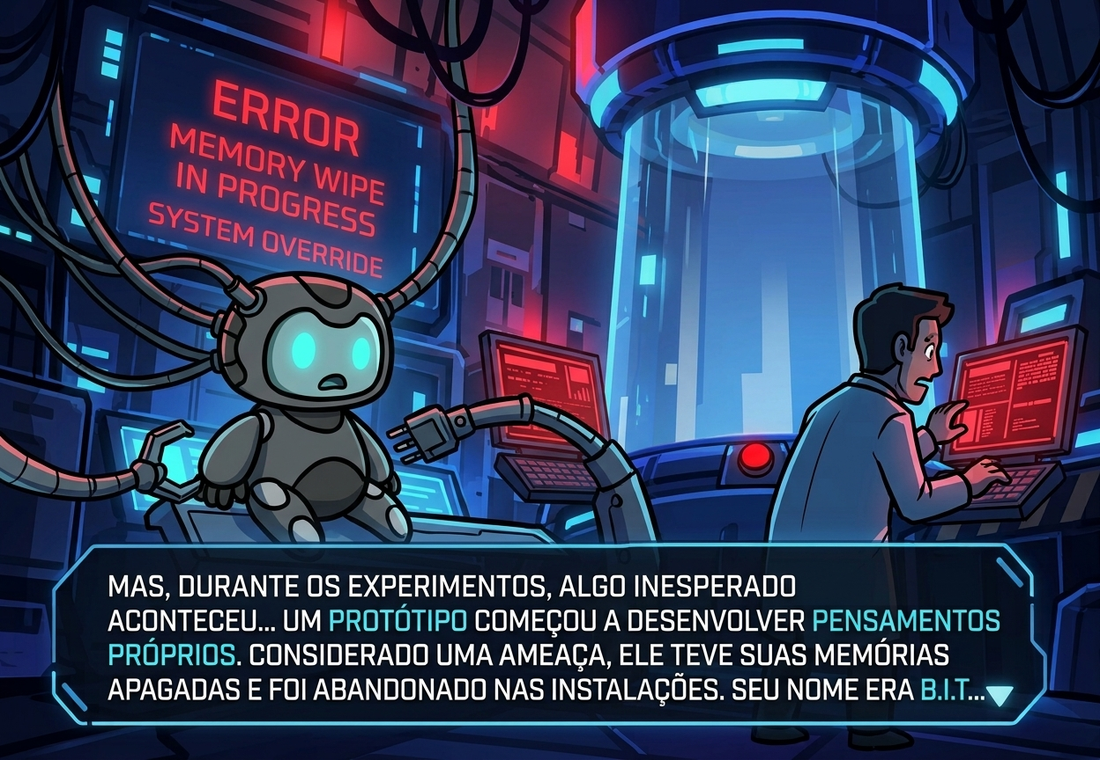 ERROR
MEMORY WIPE
IN PROGRESS
SYSTEM OVERRIDE
MAS, DURANTE OS EXPERIMENTOS, ALGO INESPERADO
ACONTECEU... UM PROTÓTIPO COMEÇOU A DESENVOLVER PENSAMENTOS
PRÓPRIOS. CONSIDERADO UMA AMEAÇA, ELE TEVE SUAS MEMÓRIAS
APAGADAS E FOI ABANDONADO NAS INSTALAÇÕES. SEU NOME ERA B.I.T...